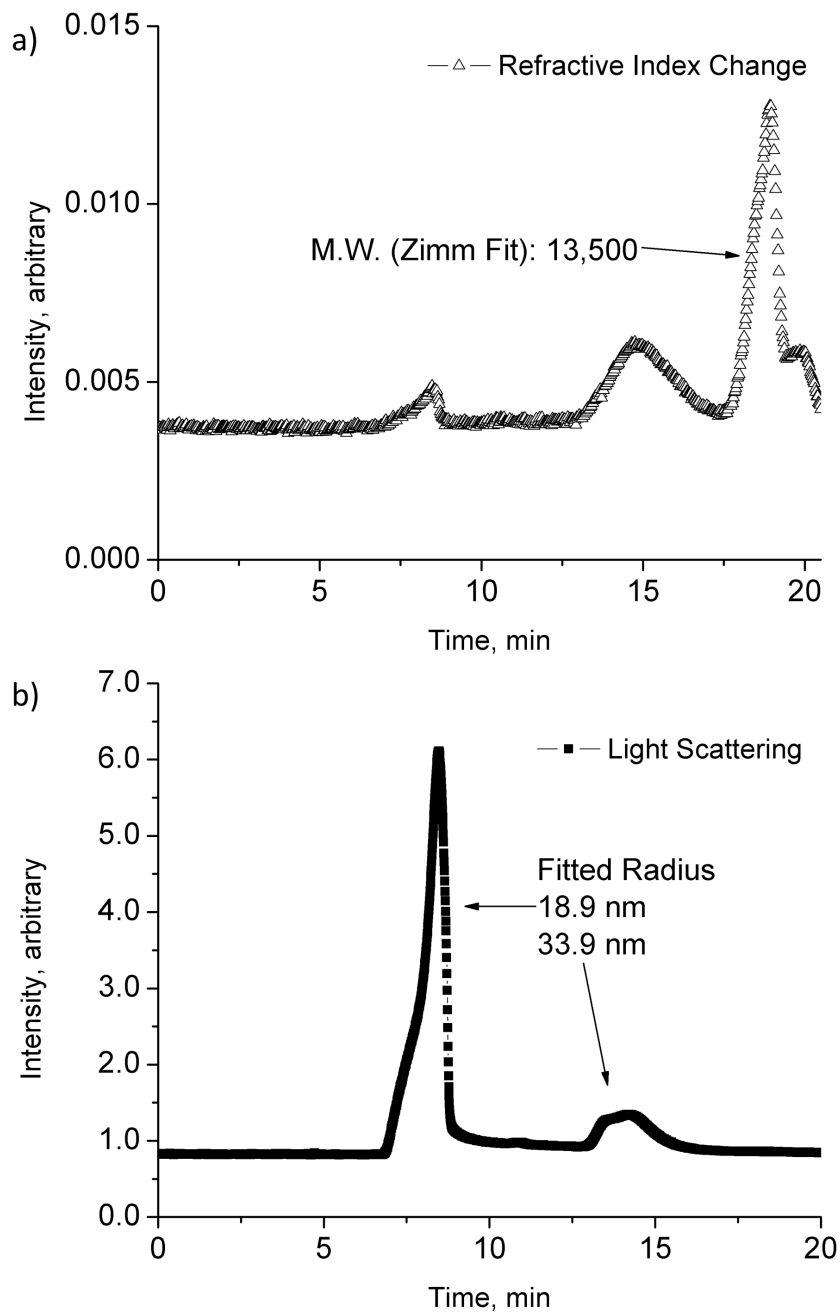 a)
0.015
Refractive Index Change
0.010
M.W. (Zimm Fit): 13,500
Intensity, arbitrary
0.005
0.000
0 5 10 15 20
Time, min
b)
7.0
Light Scattering
6.0
5.0
Fitted Radius
18.9 nm
4.0
33.9 nm
Intensity, arbitrary
3.0
2.0
1.0
0.0
0 5 10 15 20
Time, min